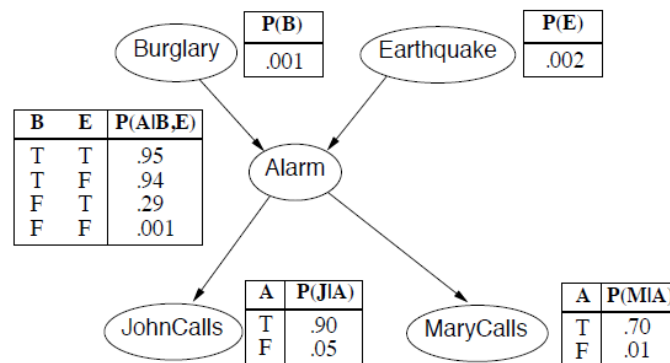 Burglary
P(B)
.001
Earthquake
P(E)
.002
B E P(A|B,E)
T T .95
T F .94
F T .29
F F .001
Alarm
JohnCalls
A P(J|A)
T .90
F .05
MaryCalls
A P(M|A)
T .70
F .01